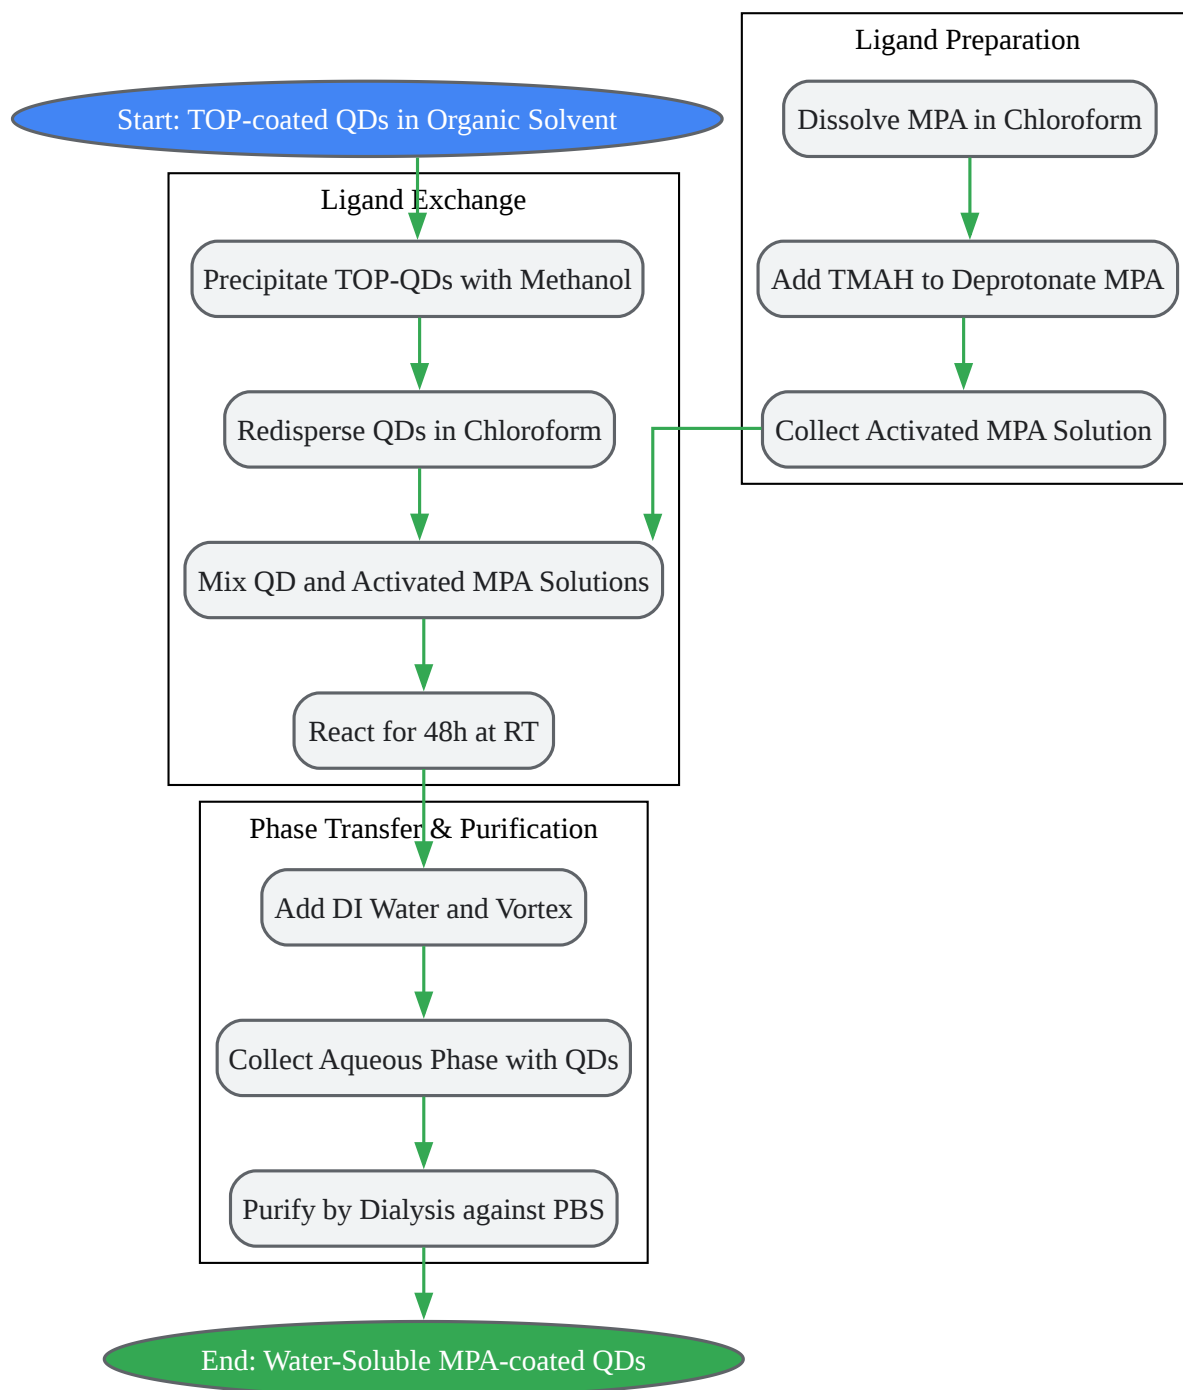 Start: TOP-coated QDs in Organic Solvent
Ligand Exchange
Precipitate TOP-QDs with Methanol
Redisperse QDs in Chloroform
Mix QD and Activated MPA Solutions
React for 48h at RT
Ligand Preparation
Dissolve MPA in Chloroform
Add TMAH to Deprotonate MPA
Collect Activated MPA Solution
Phase Transfer & Purification
Add DI Water and Vortex
Collect Aqueous Phase with QDs
Purify by Dialysis against PBS
End: Water-Soluble MPA-coated QDs